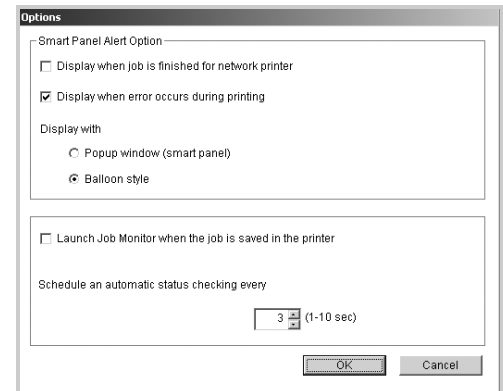 Options
Smart Panel Alert Option
Display when job is finished for network printer
Display when error occurs during printing
Display with
Popup window (smart panel)
Balloon style
Launch Job Monitor when the job is saved in the printer
Schedule an automatic status checking every
3 (1-10 sec)
OK Cancel